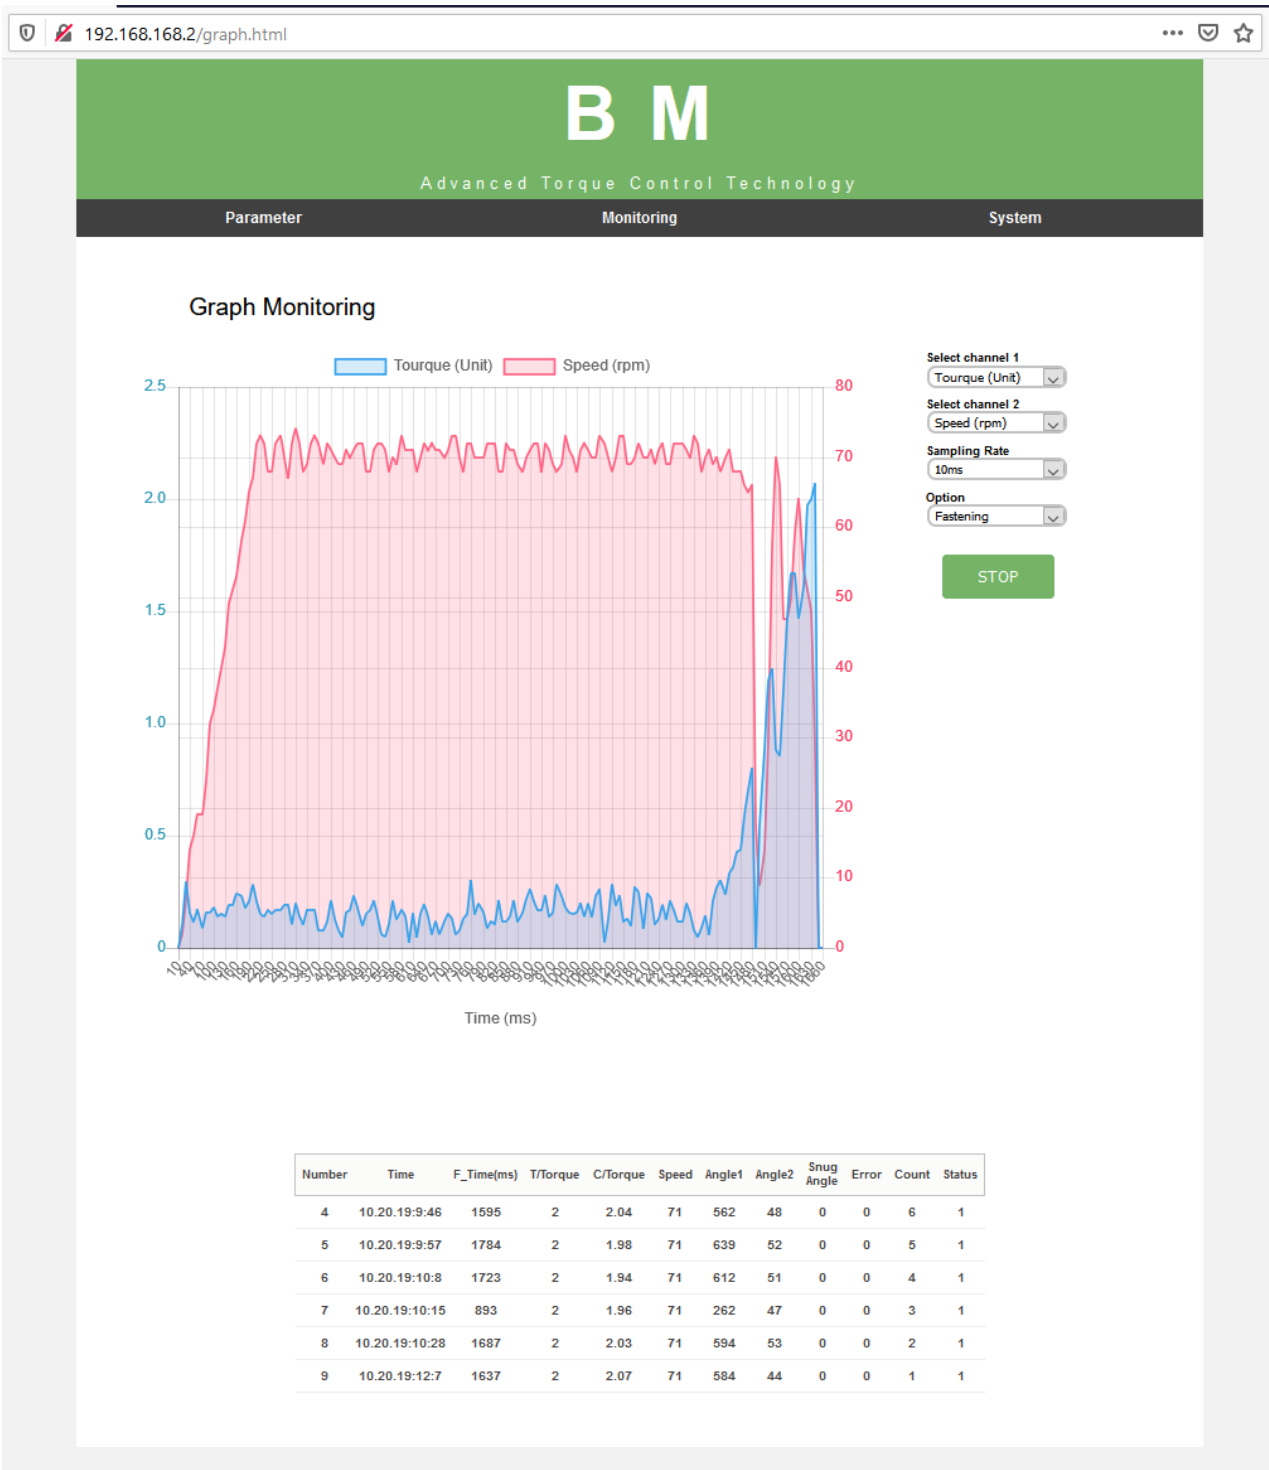 192.168.168.2/graph.html
B M
Advanced Torque Control Technology
Parameter Monitoring System
Graph Monitoring
Tourque (Unit) Speed (rpm)
2.5
2.0
1.5
1.0
0.5
0
80
70
60
50
40
30
20
10
0
Time (ms)
Select channel 1
Tourque (Unit)
Select channel 2
Speed (rpm)
Sampling Rate
10ms
Option
Fastening
STOP
Number Time F_Time(ms) T/Torque C/Torque Speed Angle1 Angle2 Snug Angle Error Count Status
4 10.20.19:9:46 1595 2 2.04 71 562 48 0 0 6 1
5 10.20.19:9:57 1784 2 1.98 71 639 52 0 0 5 1
6 10.20.19:10:8 1723 2 1.94 71 612 51 0 0 4 1
7 10.20.19:10:15 893 2 1.96 71 262 47 0 0 3 1
8 10.20.19:10:28 1687 2 2.03 71 594 53 0 0 2 1
9 10.20.19:12:7 1637 2 2.07 71 584 44 0 0 1 1